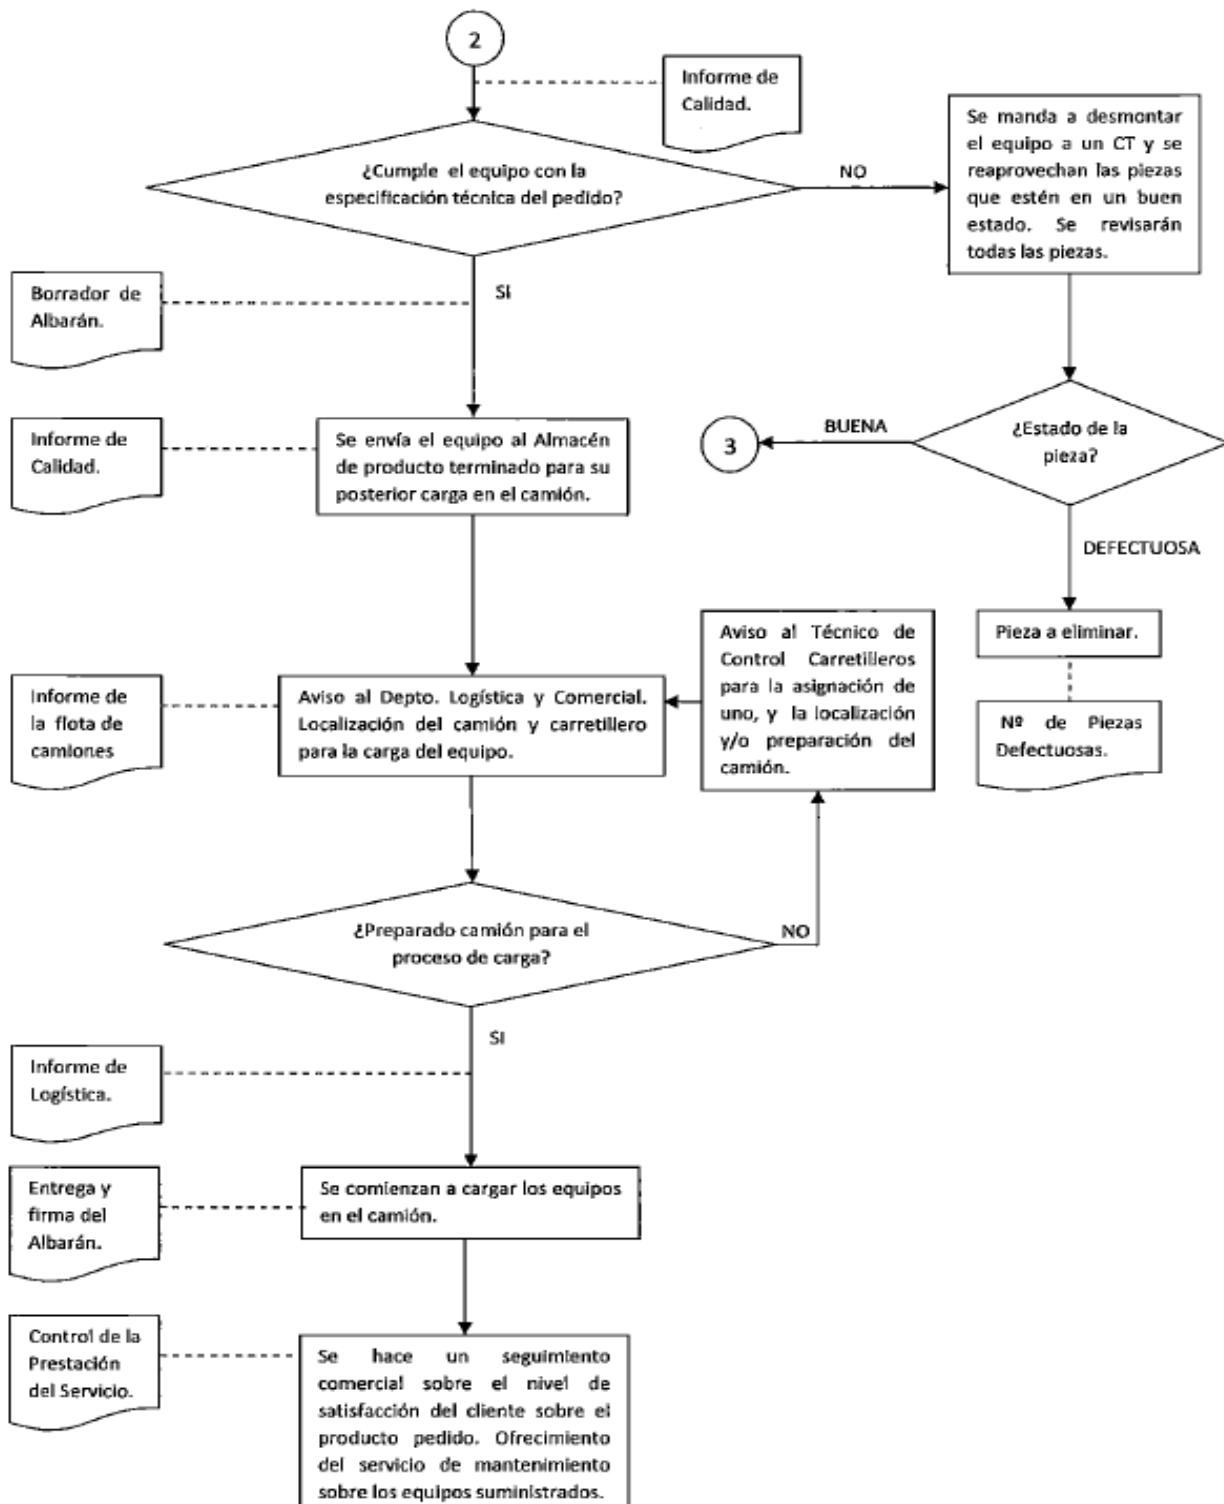 2
Informe de
Calidad.
¿Cumple el equipo con la
especificación técnica del pedido?
NO
Se manda a desmontar
el equipo a un CT y se
reaprovechan las piezas
que estén en un buen
estado. Se revisarán
todas las piezas.
SI
Borrador de
Albarán.
Informe de
Calidad.
Se envía el equipo al Almacén
de producto terminado para su
posterior carga en el camión.
3
BUENA
¿Estado de la
pieza?
DEFECTUOSA
Pieza a eliminar.
Nº de Piezas
Defectuosas.
Informe de
la flota de
camiones
Aviso al Depto. Logística y Comercial.
Localización del camión y carretillero
para la carga del equipo.
Aviso al Técnico de
Control Carretilleros
para la asignación de
uno, y la localización
y/o preparación del
camión.
¿Preparado camión para el
proceso de carga?
NO
SI
Informe de
Logística.
Entrega y
firma del
Albarán.
Se comienzan a cargar los equipos
en el camión.
Control de la
Prestación
del Servicio.
Se hace un seguimiento
comercial sobre el nivel de
satisfacción del cliente sobre el
producto pedido. Ofrecimiento
del servicio de mantenimiento
sobre los equipos suministrados.